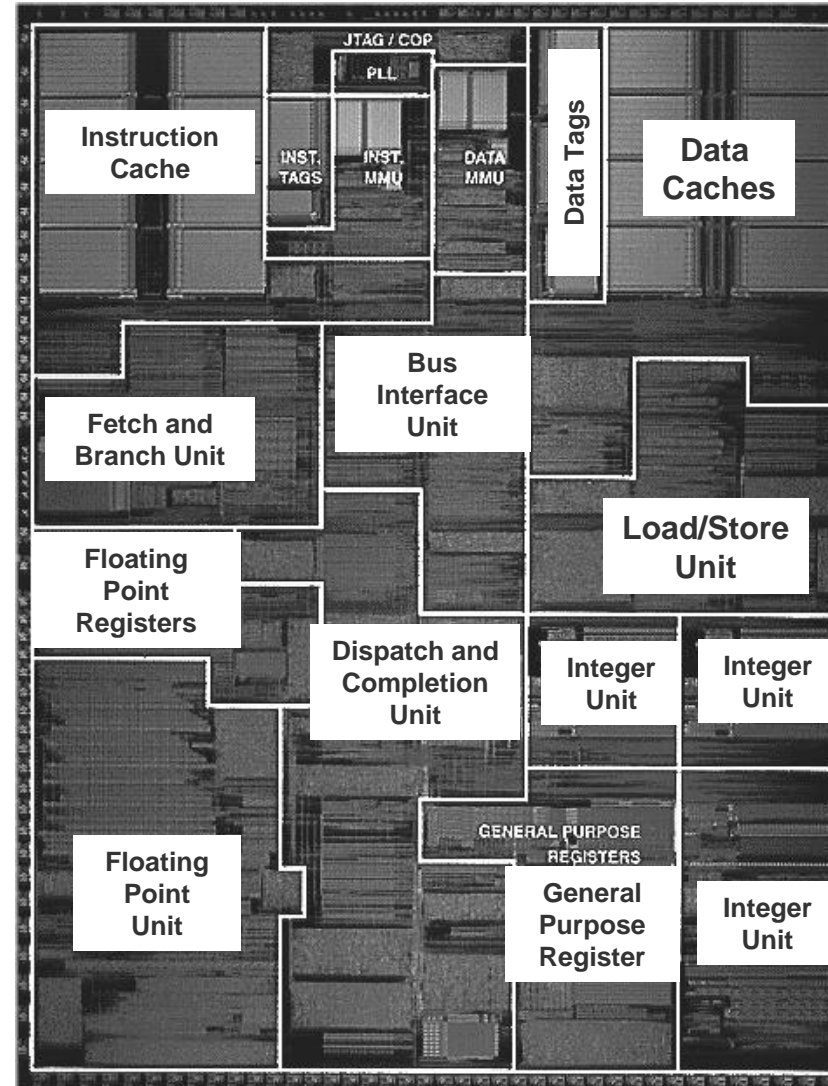 JTAG / COP
PLL
Instruction
Cache
INST.
TAGS
INST.
MMU
DATA
MMU
Data Tags
Data
Caches
Bus
Interface
Unit
Fetch and
Branch Unit
Load/Store
Unit
Floating
Point
Registers
Dispatch and
Completion
Unit
Integer
Unit
Integer
Unit
GENERAL PURPOSE
REGISTERS
Floating
Point
Unit
General
Purpose
Register
Integer
Unit